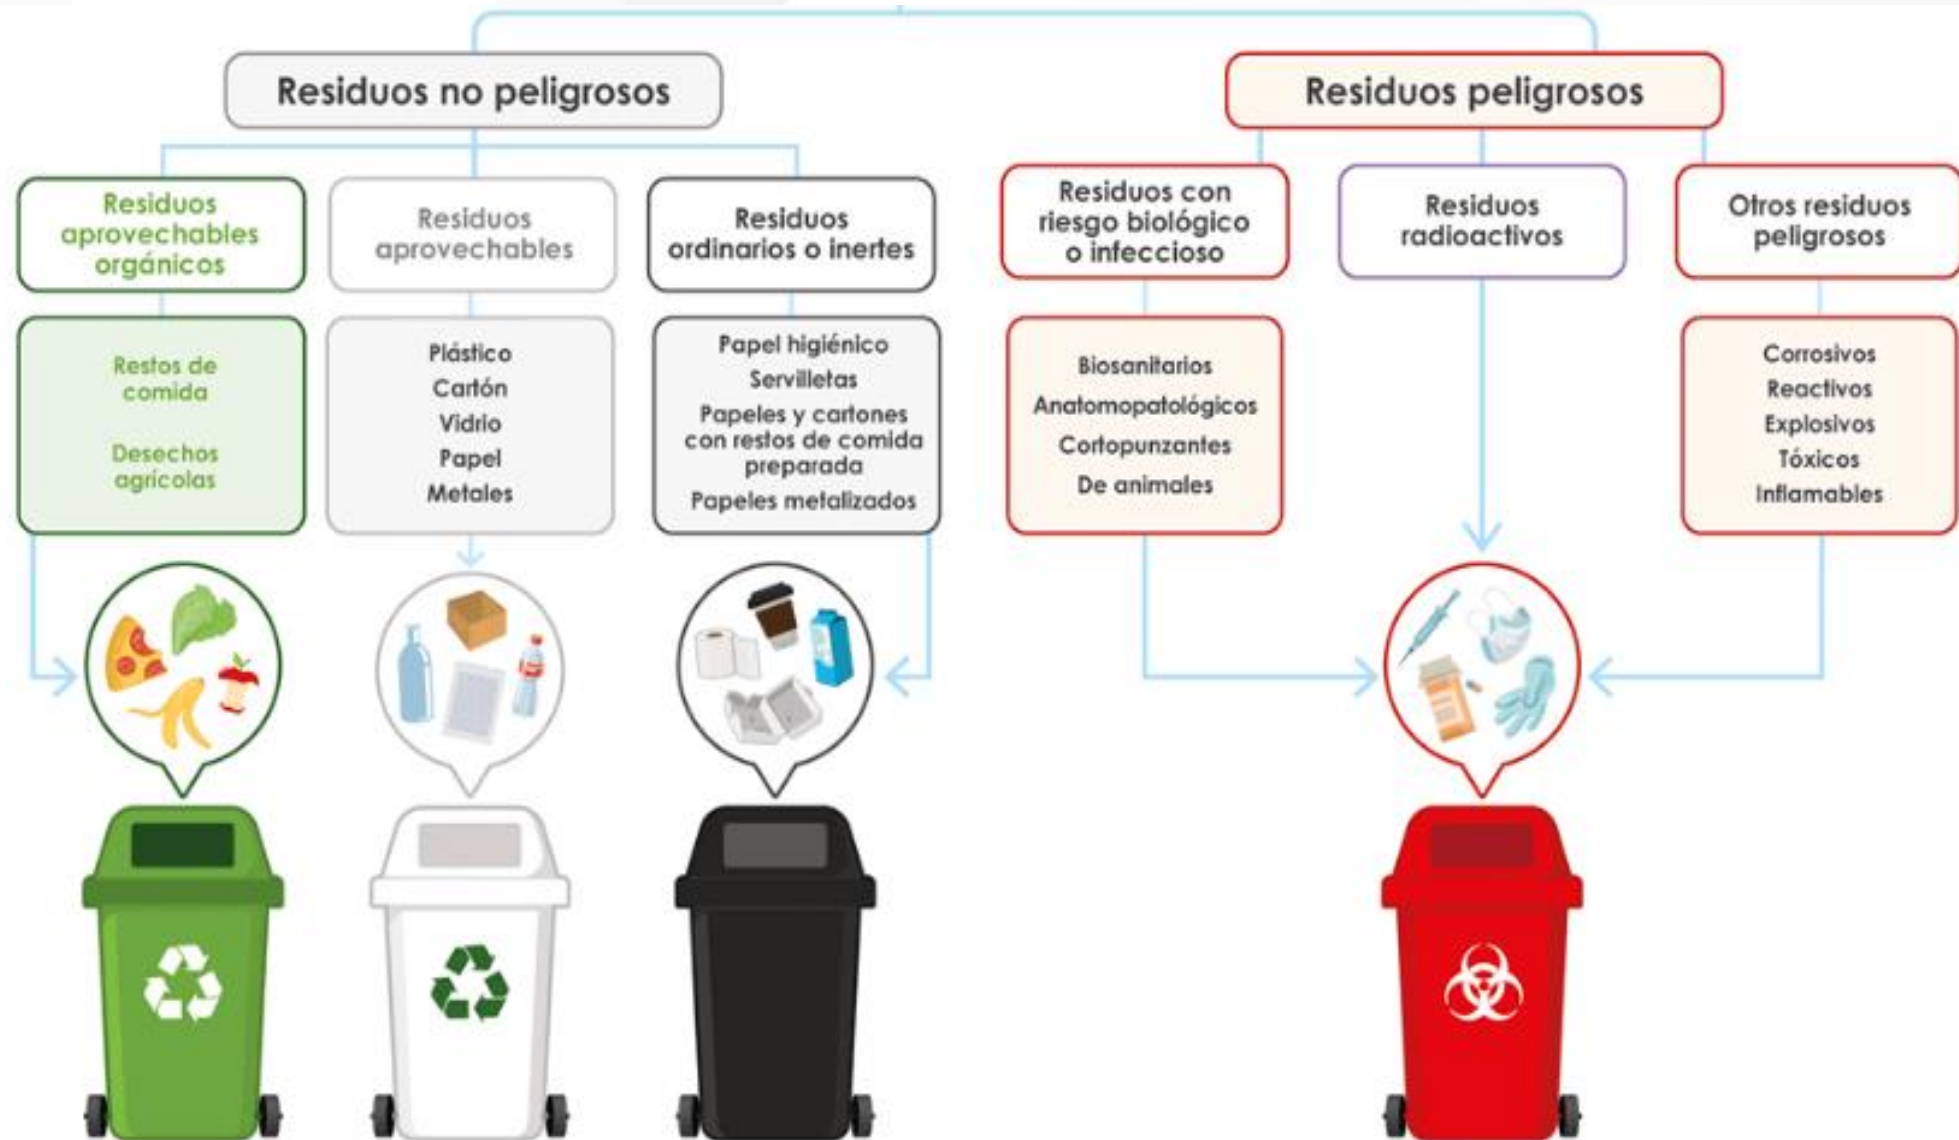 Residuos no peligrosos
Residuos
aprovechables
orgánicos
Restos de
comida
Desechos
agrícolas
Residuos
aprovechables
Plástico
Cartón
Vidrio
Papel
Metales
Residuos
ordinarios o inertes
Papel higiénico
Servilletas
Papeles y cartones
con restos de comida
preparada
Papeles metalizados
Residuos peligrosos
Residuos con
riesgo biológico
o infeccioso
Biosanitarios
Anatomopatológicos
Cortopunzantes
De animales
Residuos
radioactivos
Otros residuos
peligrosos
Corrosivos
Reactivos
Explosivos
Tóxicos
Inflamables